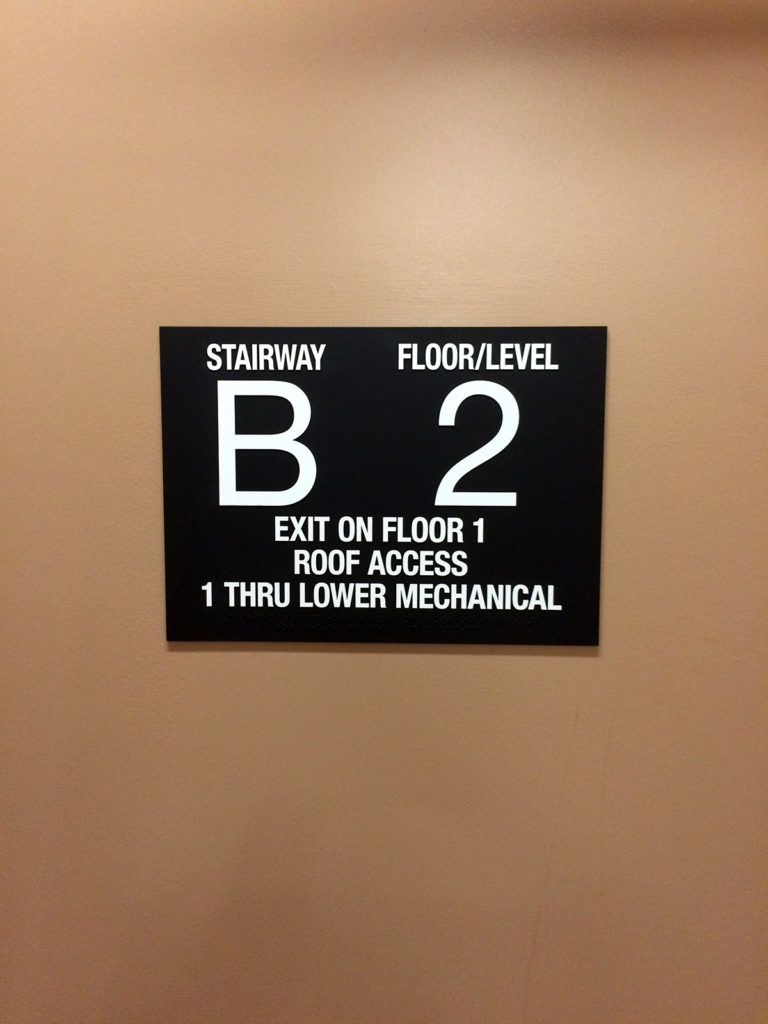 STAIRWAY FLOOR/LEVEL
B 2
EXIT ON FLOOR 1
ROOF ACCESS
1 THRU LOWER MECHANICAL